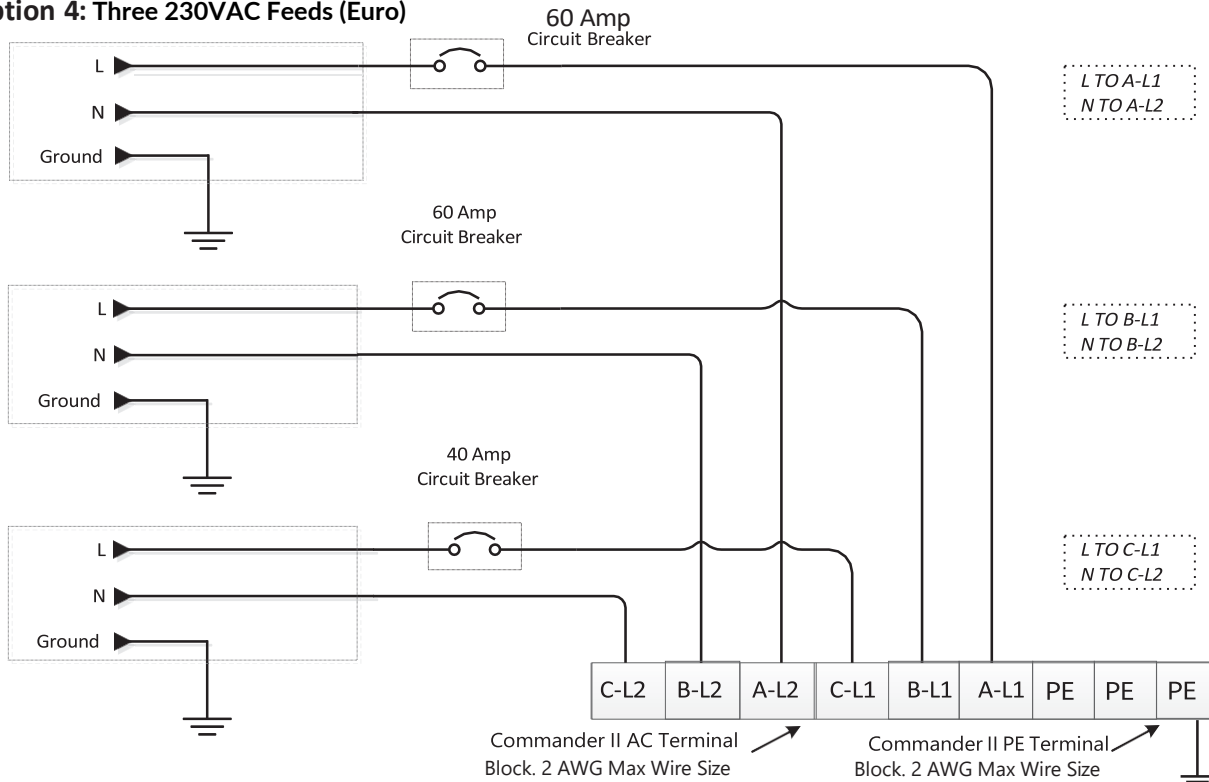 ption 4: Three 230VAC Feeds (Euro)
60 Amp
Circuit Breaker
L
N
Ground
L TO A-L1
N TO A-L2
60 Amp
Circuit Breaker
L
N
Ground
L TO B-L1
N TO B-L2
40 Amp
Circuit Breaker
L
N
Ground
L TO C-L1
N TO C-L2
C-L2 B-L2 A-L2 C-L1 B-L1 A-L1 PE PE PE
Commander II AC Terminal
Block. 2 AWG Max Wire Size
Commander II PE Terminal
Block. 2 AWG Max Wire Size